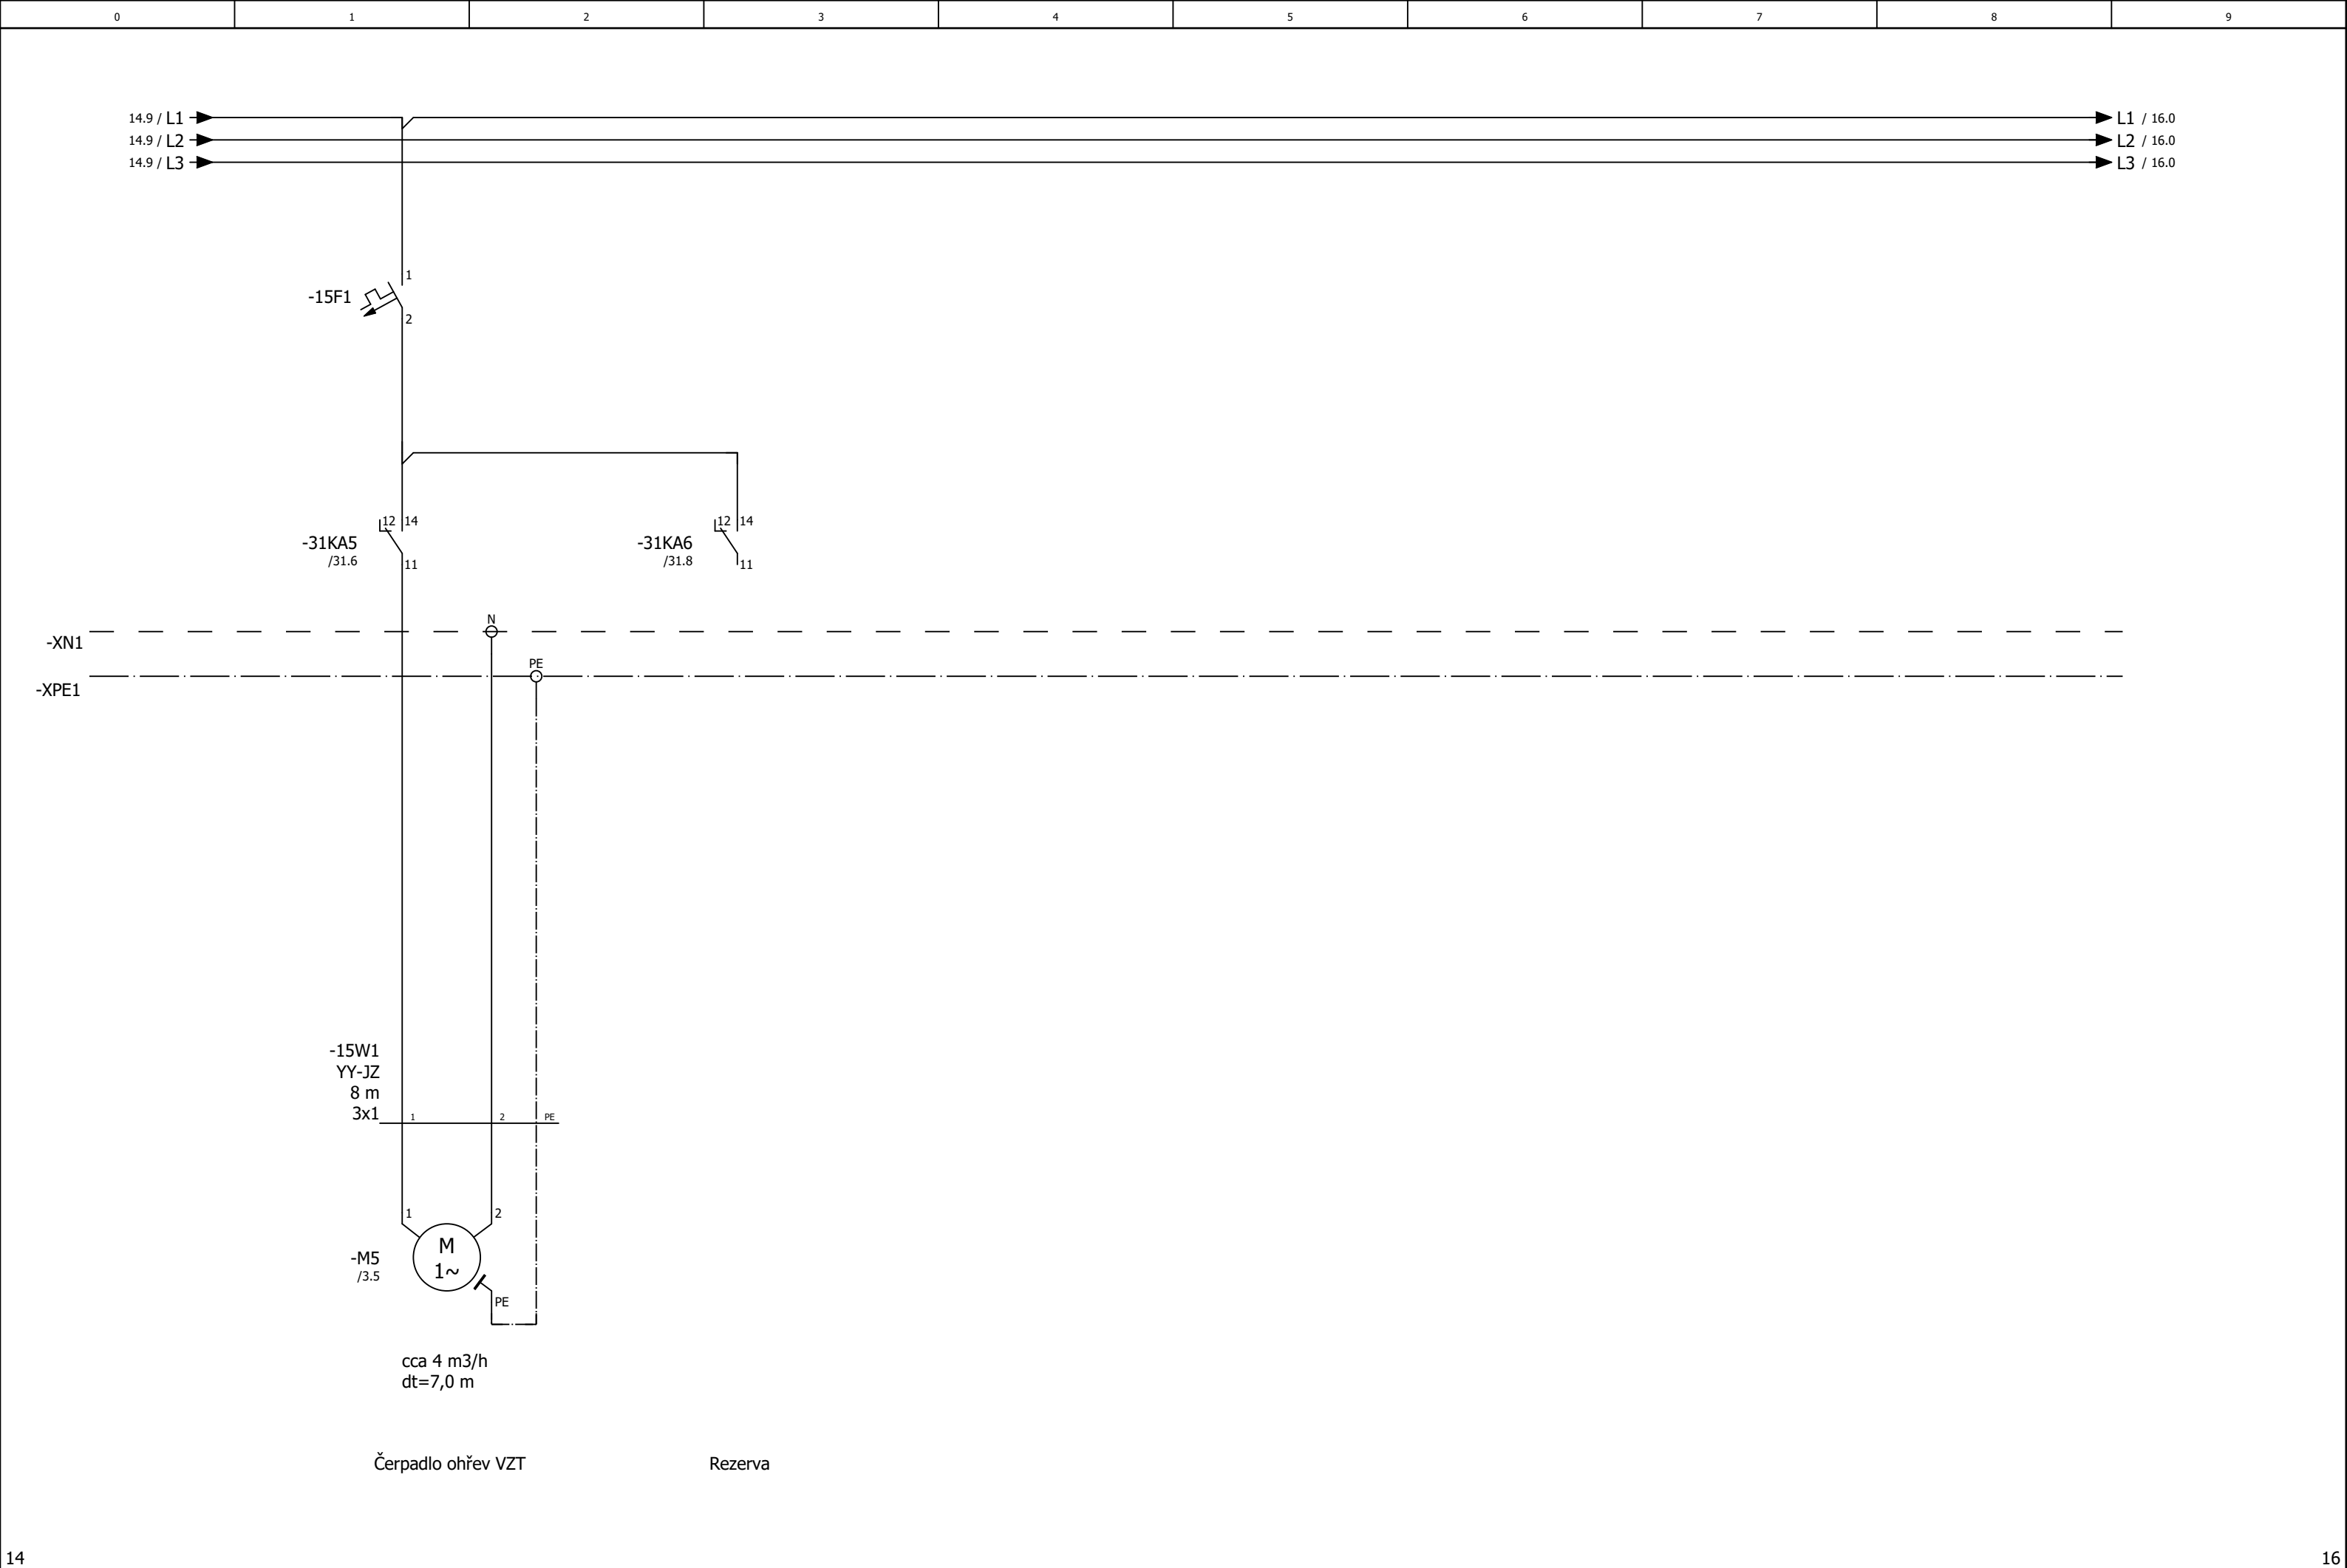 0 1 2 3 4 5 6 7 8 9
14.9 / L1 L1 / 16.0
14.9 / L2 L2 / 16.0
14.9 / L3 L3 / 16.0
1
-15F1
2
12 14 12 14
-31KA5 -31KA6
/31.6 /31.8
11 11
N
-XN1
PE
-XPE1
-15W1
YY-JZ
8 m
3x1
1 2 PE
1 2
M
1~
-M5
/3.5
PE
cca 4 m3/h
dt=7,0 m
Čerpadlo ohřev VZT Rezerva
14 16